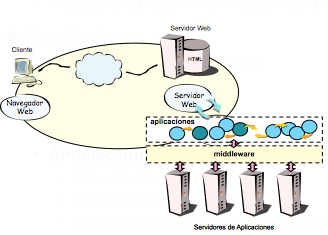 Servidor Web
Cliente
HTML
Navegador
Web
Servidor
Web
aplicaciones
middleware
Servidores de Aplicaciones